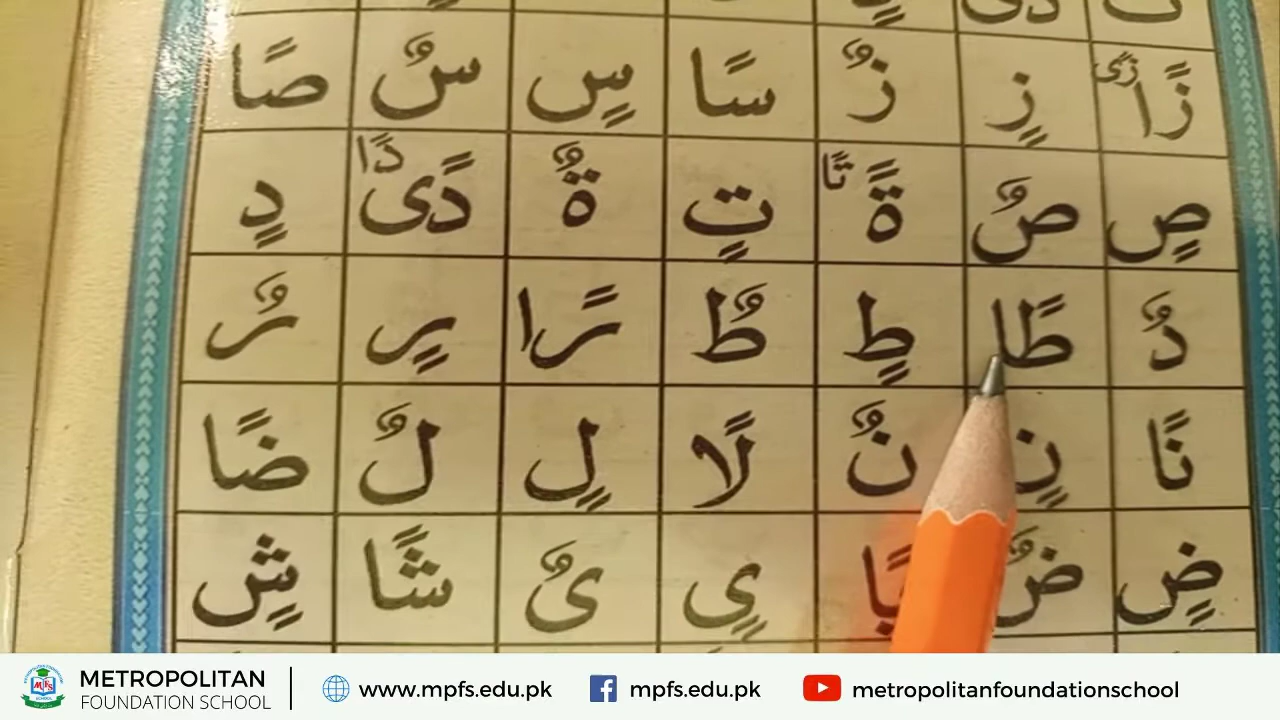 زًا زًى زٍ زٌ سًا سٍ سٌ صًا
صٍ صٌ ةً تًا تٍ ةٌ دًى دًا دٍ
دٌ طًا طٍ طٌ رًا رٍ رٌ
نًا نٍ نٌ لًا لٍ لٌ ضًا
ضٍ ضٌ يًا ىٍ ىٌ شًا شٍ
METROPOLITAN
FOUNDATION SCHOOL
www.mpfs.edu.pk
mpfs.edu.pk
metropolitanfoundationschool